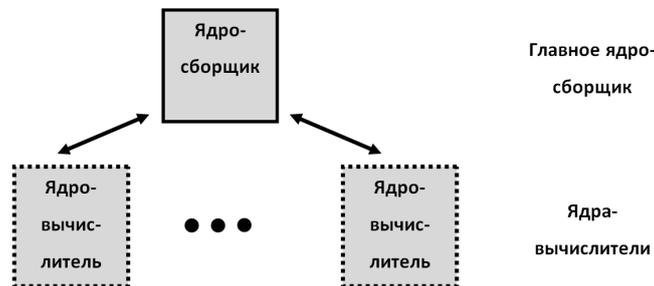 Ядро-
сборщик
Главное ядро-
сборщик
Ядро-
вычис-
литель
Ядро-
вычис-
литель
Ядра-
вычислители